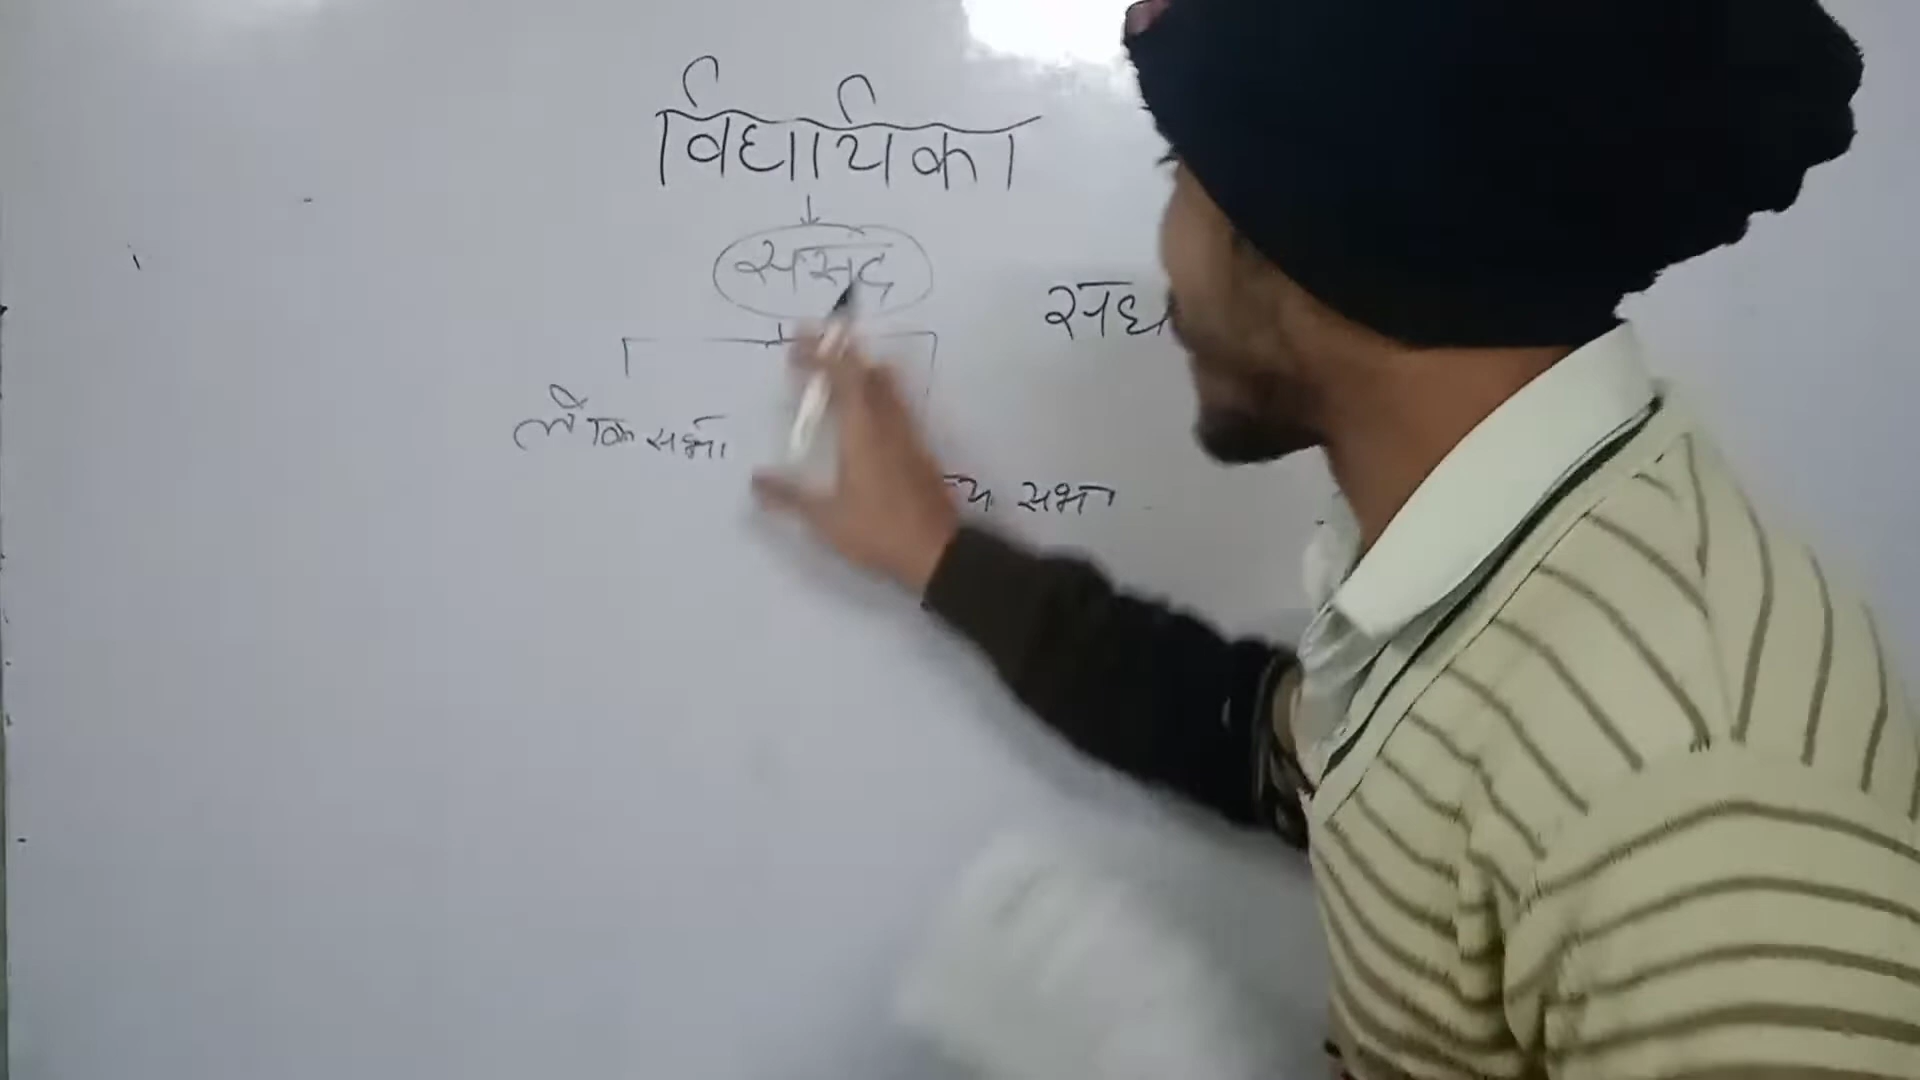 विधायिका
संसद
संघ
लोक सभा
सभा